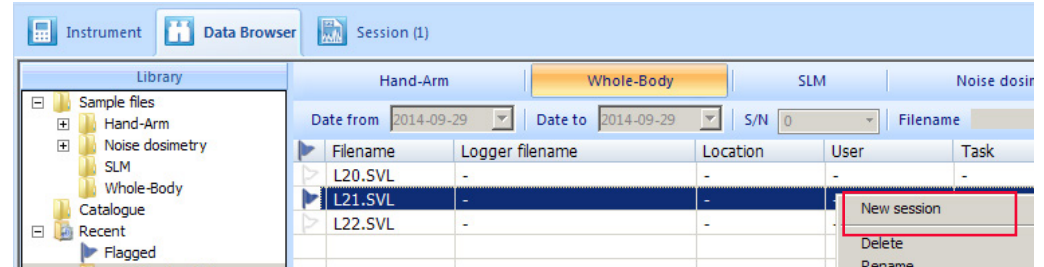 Instrument Data Browser Session (1)
Library
Sample files
Hand-Arm
Noise dosimetry
SLM
Whole-Body
Catalogue
Recent
Flagged
Hand-Arm Whole-Body SLM Noise dosim
Date from 2014-09-29 Date to 2014-09-29 S/N 0 Filename
Filename Logger filename Location User Task
L20.SVL - - - -
L21.SVL - - -
L22.SVL - - -
New session
Delete
Rename